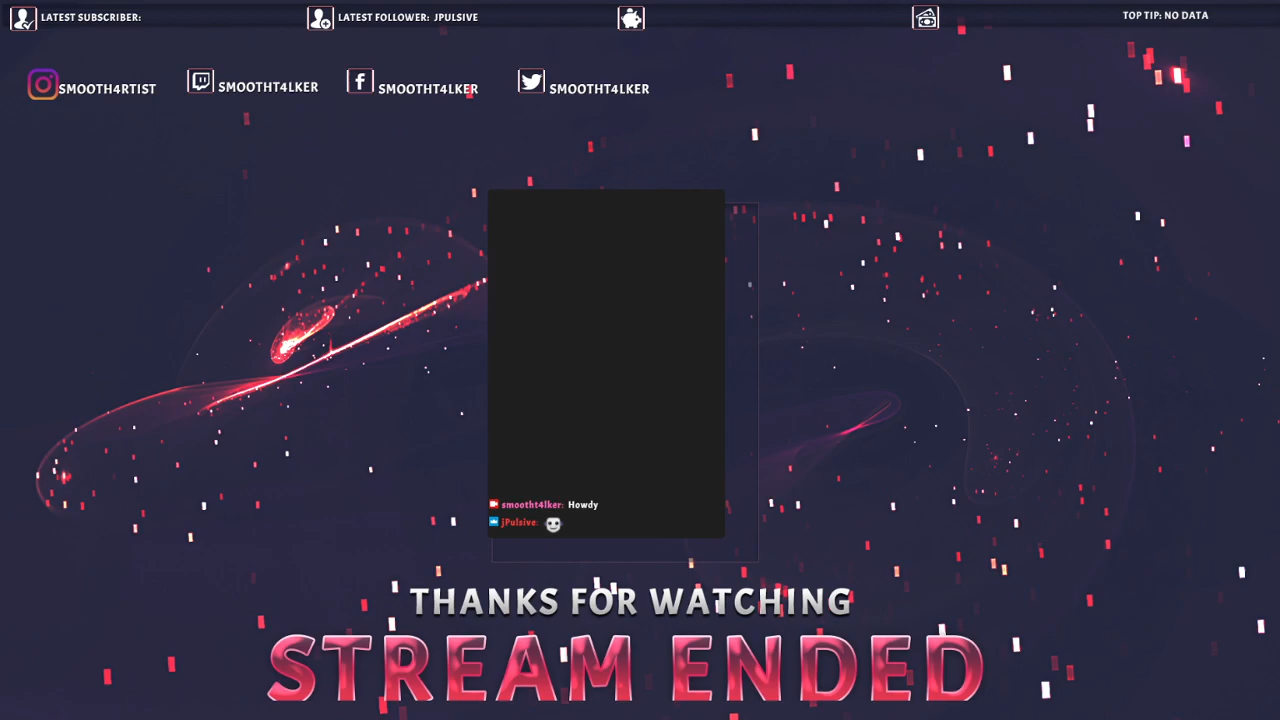 LATEST SUBSCRIBER:
LATEST FOLLOWER: JPULSIVE
TOP TIP: NO DATA
SMOOTH4RTIST
SMOOTHT4LKER
SMOOTHT4LKER
SMOOTHT4LKER
smootht4lker: Howdy
jPulsive:
THANKS FOR WATCHING
STREAM ENDED